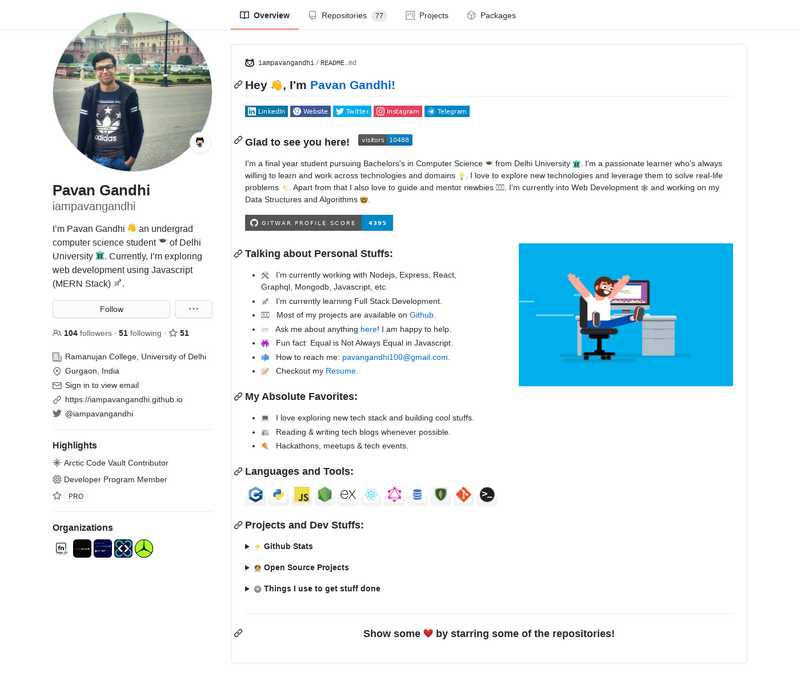 Overview
Repositories 77
Projects
Packages
Pavan Gandhi
iampavangandhi
I'm Pavan Gandhi 👋 an undergrad
computer science student 🎓 of Delhi
University 🏛. Currently, I'm exploring
web development using Javascript
(MERN Stack) 🚀.
Follow
104 followers · 51 following · 51
Ramanujan College, University of Delhi
Gurgaon, India
Sign in to view email
https://iampavangandhi.github.io
@iampavangandhi
Highlights
Arctic Code Vault Contributor
Developer Program Member
PRO
Organizations
iampavangandhi/README.md
Hey 👋, I'm Pavan Gandhi!
LinkedIn Website Twitter Instagram Telegram
Glad to see you here! visitors 10488
I'm a final year student pursuing Bachelors's in Computer Science 🎓 from Delhi University 🏛. I'm a passionate learner who's always
willing to learn and work across technologies and domains 💡. I love to explore new technologies and leverage them to solve real-life
problems ✨. Apart from that I also love to guide and mentor newbies 👨🏻‍💻. I'm currently into Web Development 🕸 and working on my
Data Structures and Algorithms 🤓.
GITWAR PROFILE SCORE 4395
Talking about Personal Stuffs:
I'm currently working with Nodejs, Express, React,
Graphql, Mongodb, Javascript, etc.
I'm currently learning Full Stack Development.
Most of my projects are available on Github.
Ask me about anything here! I am happy to help.
Fun fact: Equal is Not Always Equal in Javascript.
How to reach me: pavangandhi100@gmail.com.
Checkout my Resume.
My Absolute Favorites:
I love exploring new tech stack and building cool stuffs.
Reading & writing tech blogs whenever possible.
Hackathons, meetups & tech events.
Languages and Tools:
JS
ex
Projects and Dev Stuffs:
⚡ Github Stats
Open Source Projects
Things I use to get stuff done
Show some ❤️ by starring some of the repositories!
adidas